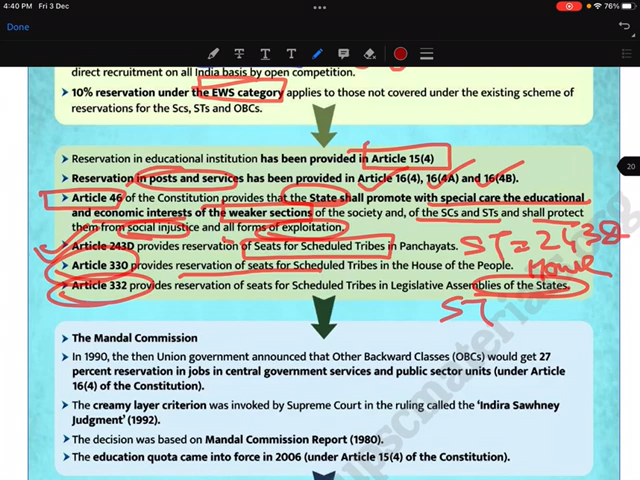 4:40 PM Fri 3 Dec
76%
Done
T T T
direct recruitment on all India basis by open competition.
10% reservation under the EWS category applies to those not covered under the existing scheme of
reservations for the Scs, STs and OBCs.
Reservation in educational institution has been provided in Article 15(4)
Reservation in posts and services has been provided in Article 16(4), 16(4A) and 16(4B).
Article 46 of the Constitution provides that the State shall promote with special care the educational
and economic interests of the weaker sections of the society and, of the SCs and STs and shall protect
them from social injustice and all forms of exploitation.
Article 243D provides reservation of Seats for Scheduled Tribes in Panchayats.
ST = 243D
Article 330 provides reservation of seats for Scheduled Tribes in the House of the People.
House
Article 332 provides reservation of seats for Scheduled Tribes in Legislative Assemblies of the States.
ST
20
The Mandal Commission
In 1990, the then Union government announced that Other Backward Classes (OBCs) would get 27
percent reservation in jobs in central government services and public sector units (under Article
16(4) of the Constitution).
The creamy layer criterion was invoked by Supreme Court in the ruling called the 'Indira Sawhney
Judgment' (1992).
The decision was based on Mandal Commission Report (1980).
The education quota came into force in 2006 (under Article 15(4) of the Constitution).